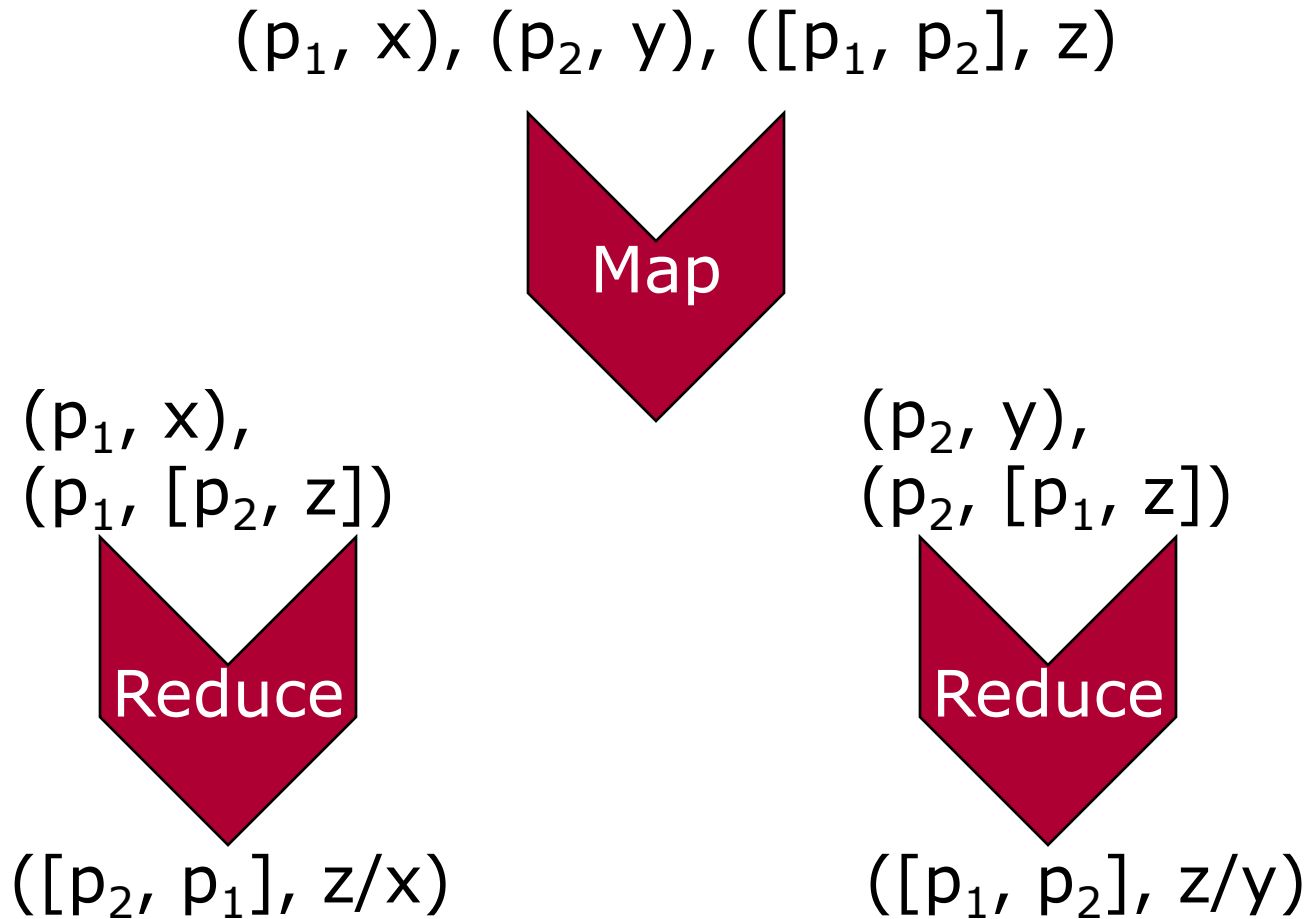 (p₁, x), (p₂, y), ([p₁, p₂], z)
Map
(p₁, x),
(p₁, [p₂, z])
(p₂, y),
(p₂, [p₁, z])
Reduce
Reduce
([p₂, p₁], z/x)
([p₁, p₂], z/y)